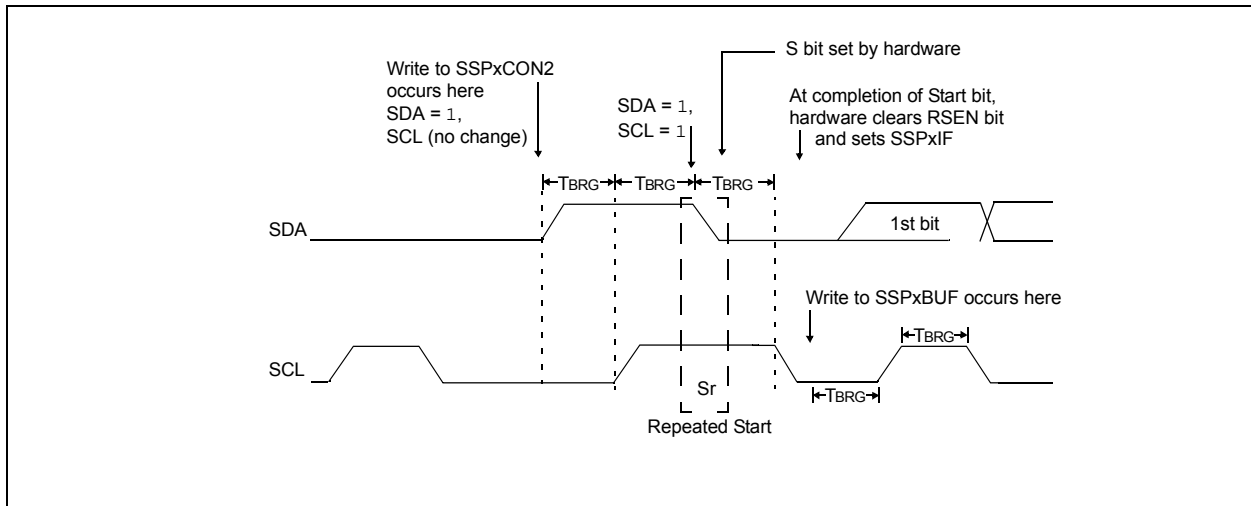 S bit set by hardware
Write to SSPxCON2
occurs here
SDA = 1,
SCL (no change)
SDA = 1,
SCL = 1
At completion of Start bit,
hardware clears RSEN bit
and sets SSPxIF
TBRG TBRG TBRG
SDA
1st bit
Write to SSPxBUF occurs here
TBRG
SCL
Sr
TBRG
Repeated Start